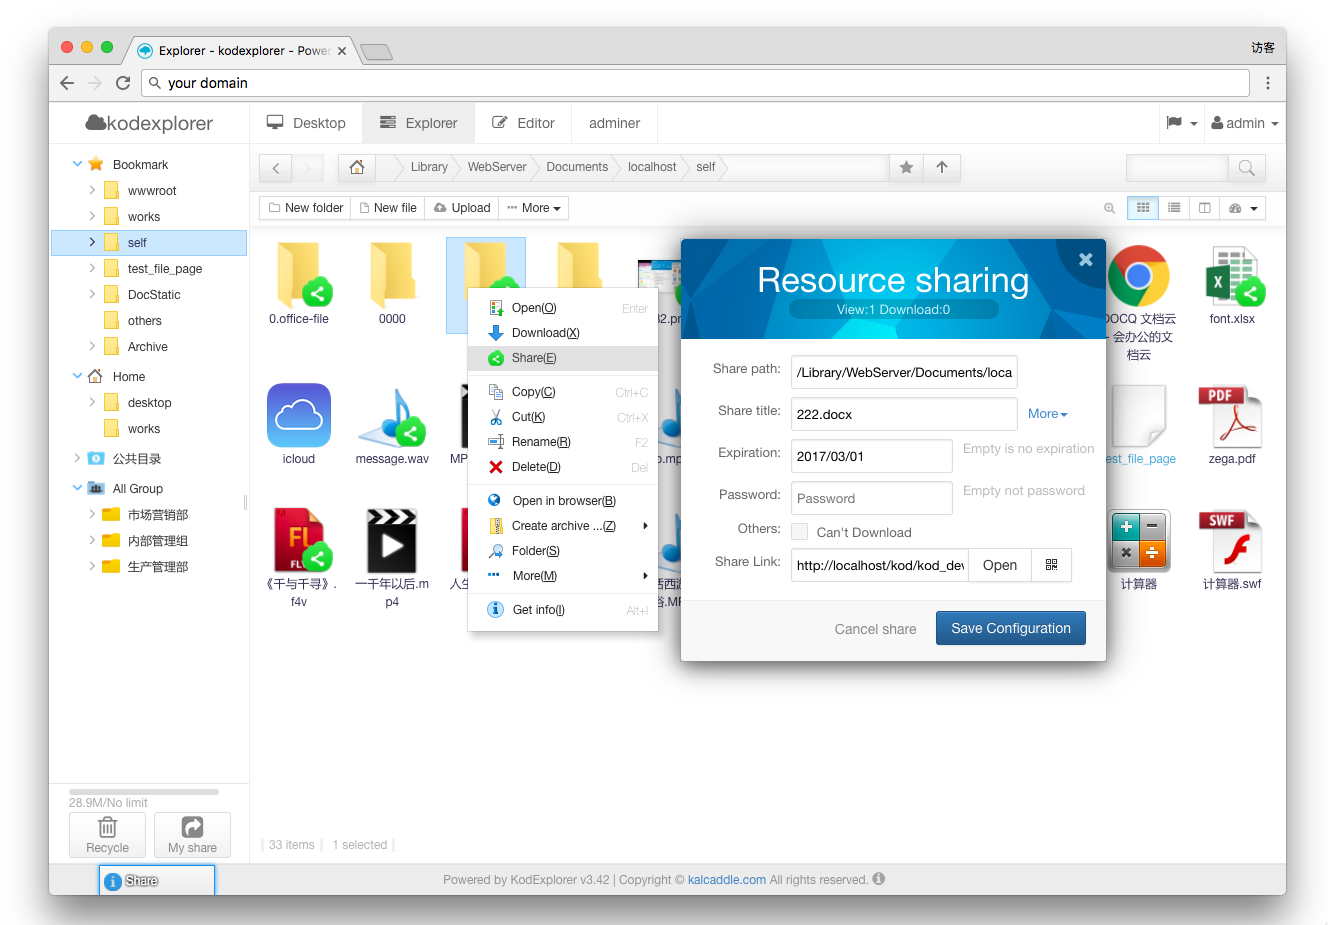 Explorer - kodexplorer - Power
访客
your domain
kodexplorer
Desktop
Explorer
Editor
adminer
admin
Library
WebServer
Documents
localhost
self
New folder
New file
Upload
More
Bookmark
wwwroot
works
self
test_file_page
DocStatic
others
Archive
Home
desktop
works
公共目录
All Group
市场营销部
内部管理组
生产管理部
28.9M/No limit
Recycle
My share
Share
0.office-file
0000
DOCQ 文档云
- 会办公的文
档云
font.xlsx
icloud
message.wav
test_file_page
PDF
zega.pdf
FL
《千与千寻》.
f4v
一千年以后.m
p4
计算器
SWF
计算器.swf
Open(O) Enter
Download(X)
Share(E)
Copy(C) Ctrl+C
Cut(K) Ctrl+X
Rename(R) F2
Delete(D) Del
Open in browser(B)
Create archive ...(Z)
Folder(S)
More(M)
Get info(I) Alt+I
Resource sharing
View:1 Download:0
Share path: /Library/WebServer/Documents/loca
Share title: 222.docx More
Expiration: 2017/03/01 Empty is no expiration
Password: Password Empty not password
Others: Can't Download
Share Link: http://localhost/kod/kod_dev Open
Cancel share
Save Configuration
33 items
1 selected
Powered by KodExplorer v3.42 | Copyright © kalcaddle.com All rights reserved.